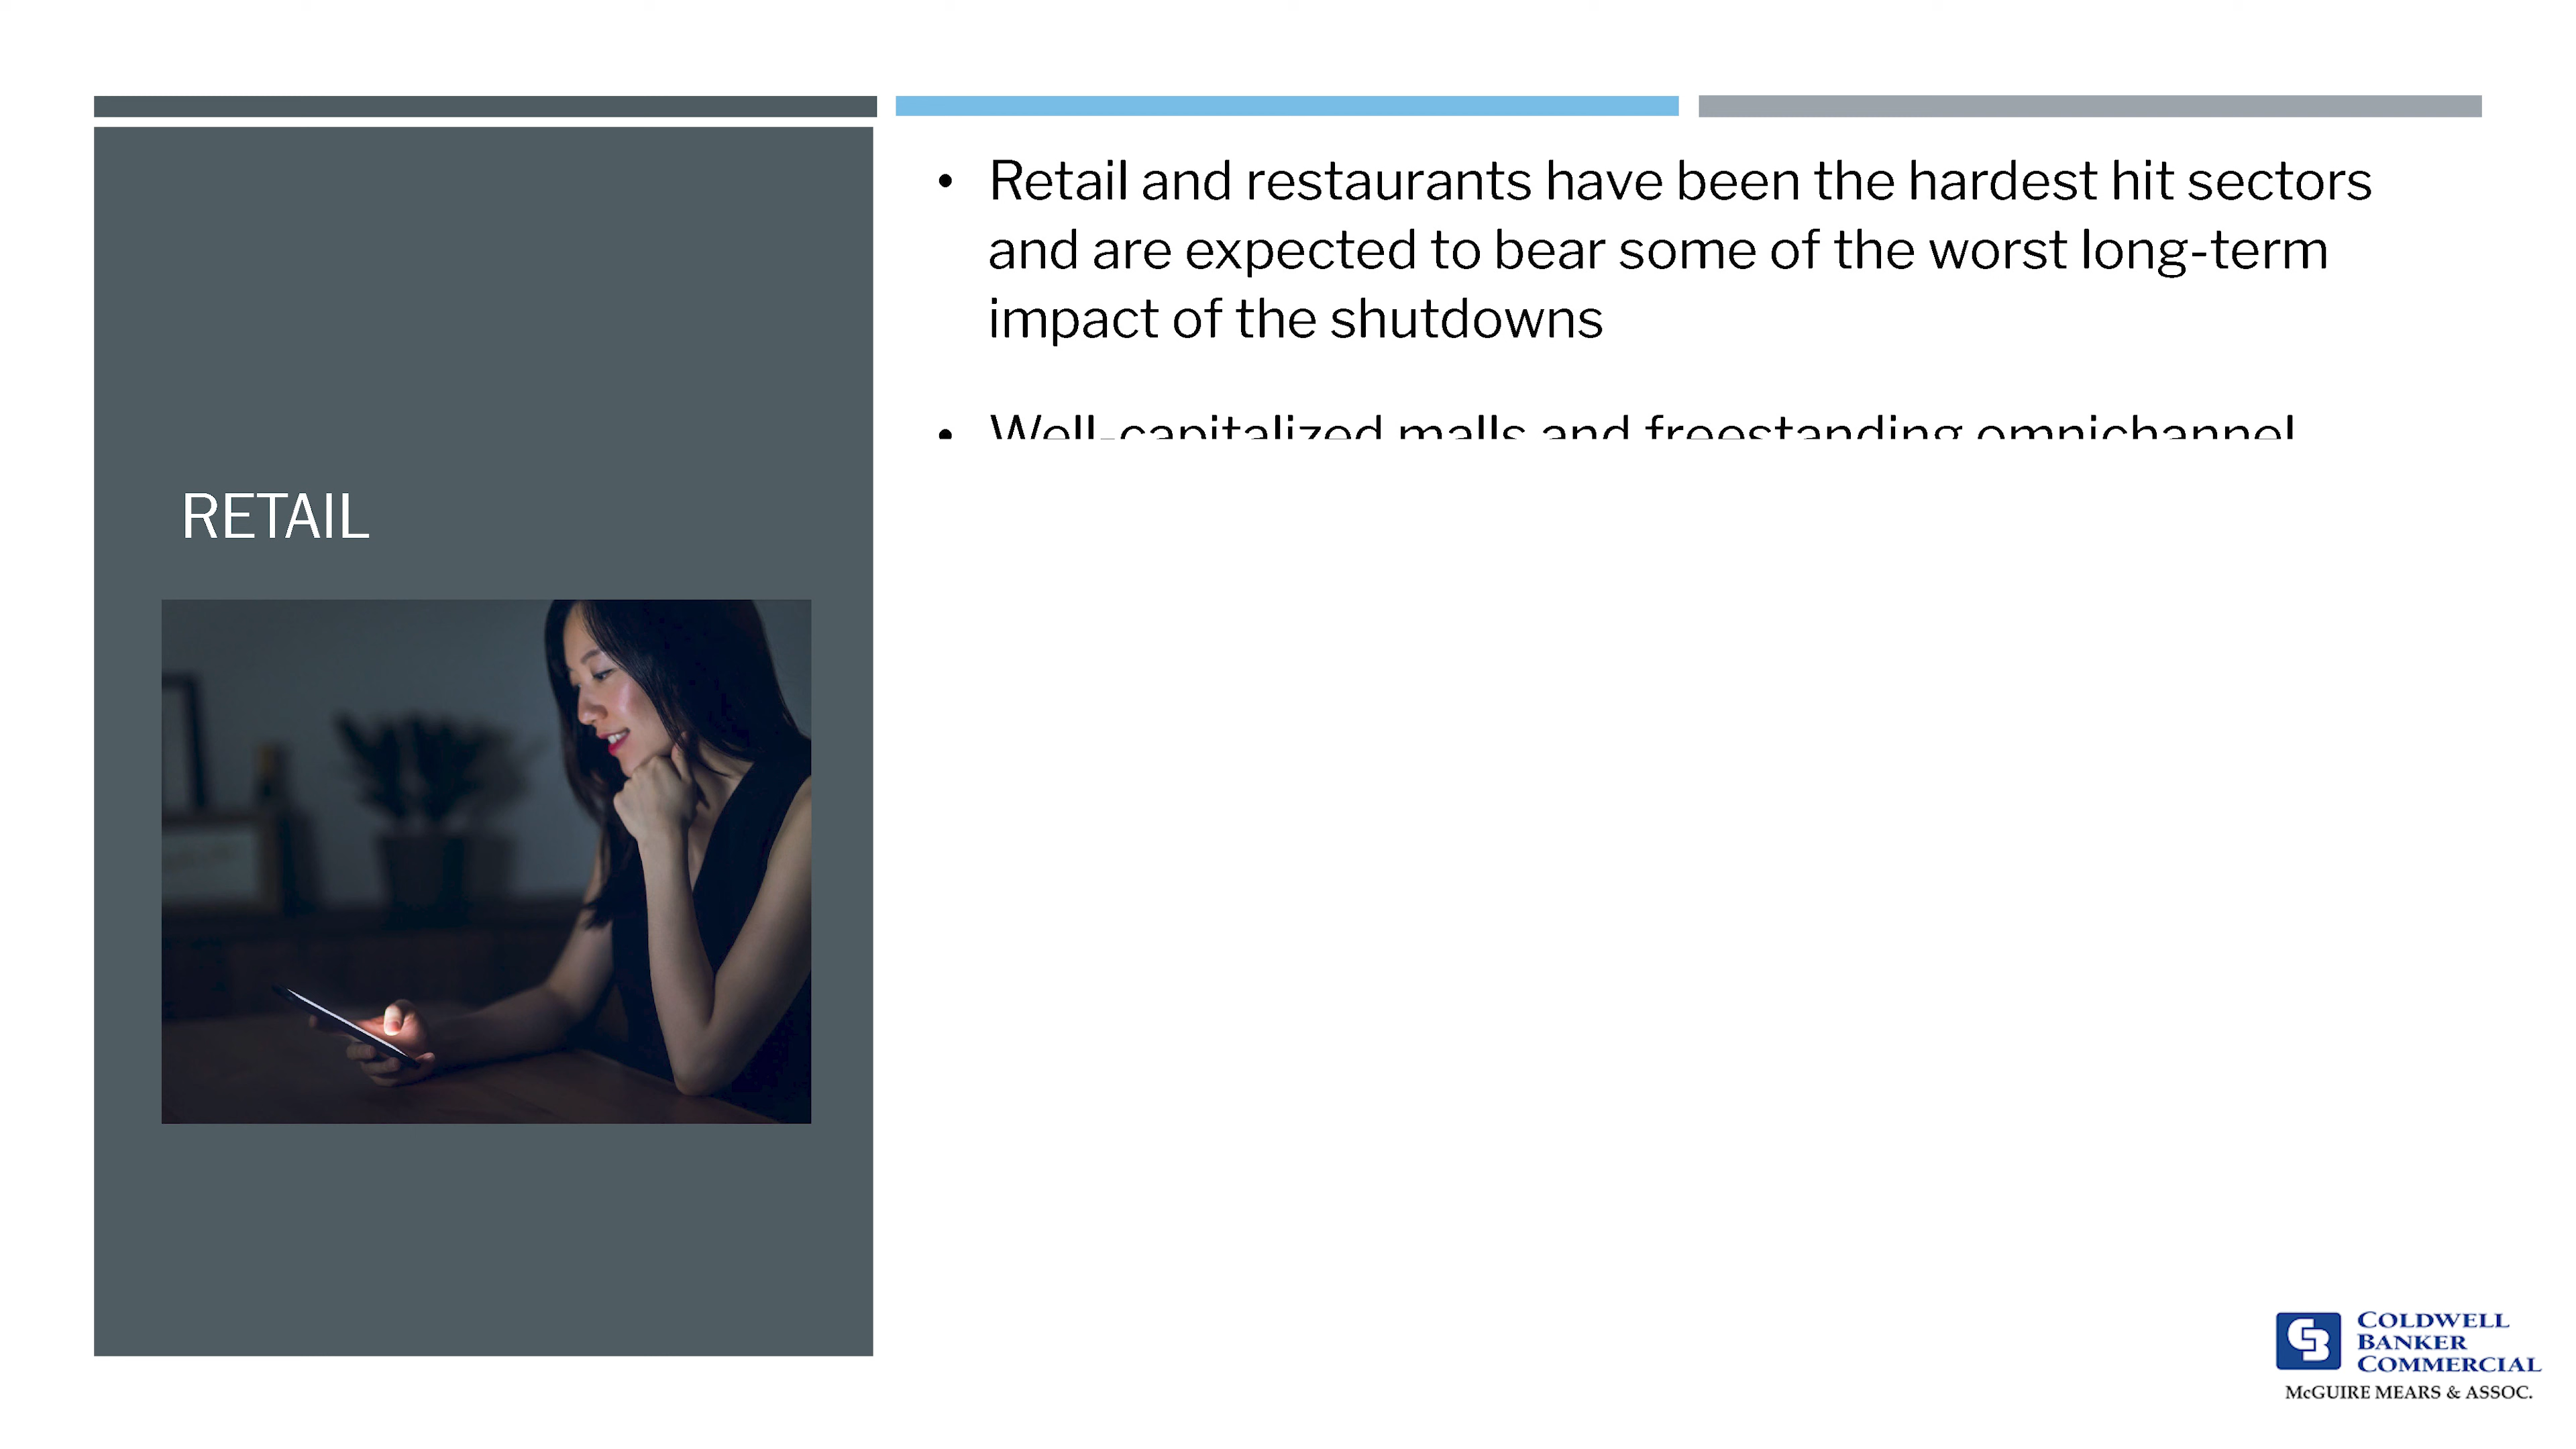 RETAIL
• Retail and restaurants have been the hardest hit sectors
and are expected to bear some of the worst long-term
impact of the shutdowns
• Well-capitalized malls and freestanding omnichannel
COLDWELL
BANKER
COMMERCIAL
McGUIRE MEARS & ASSOC.